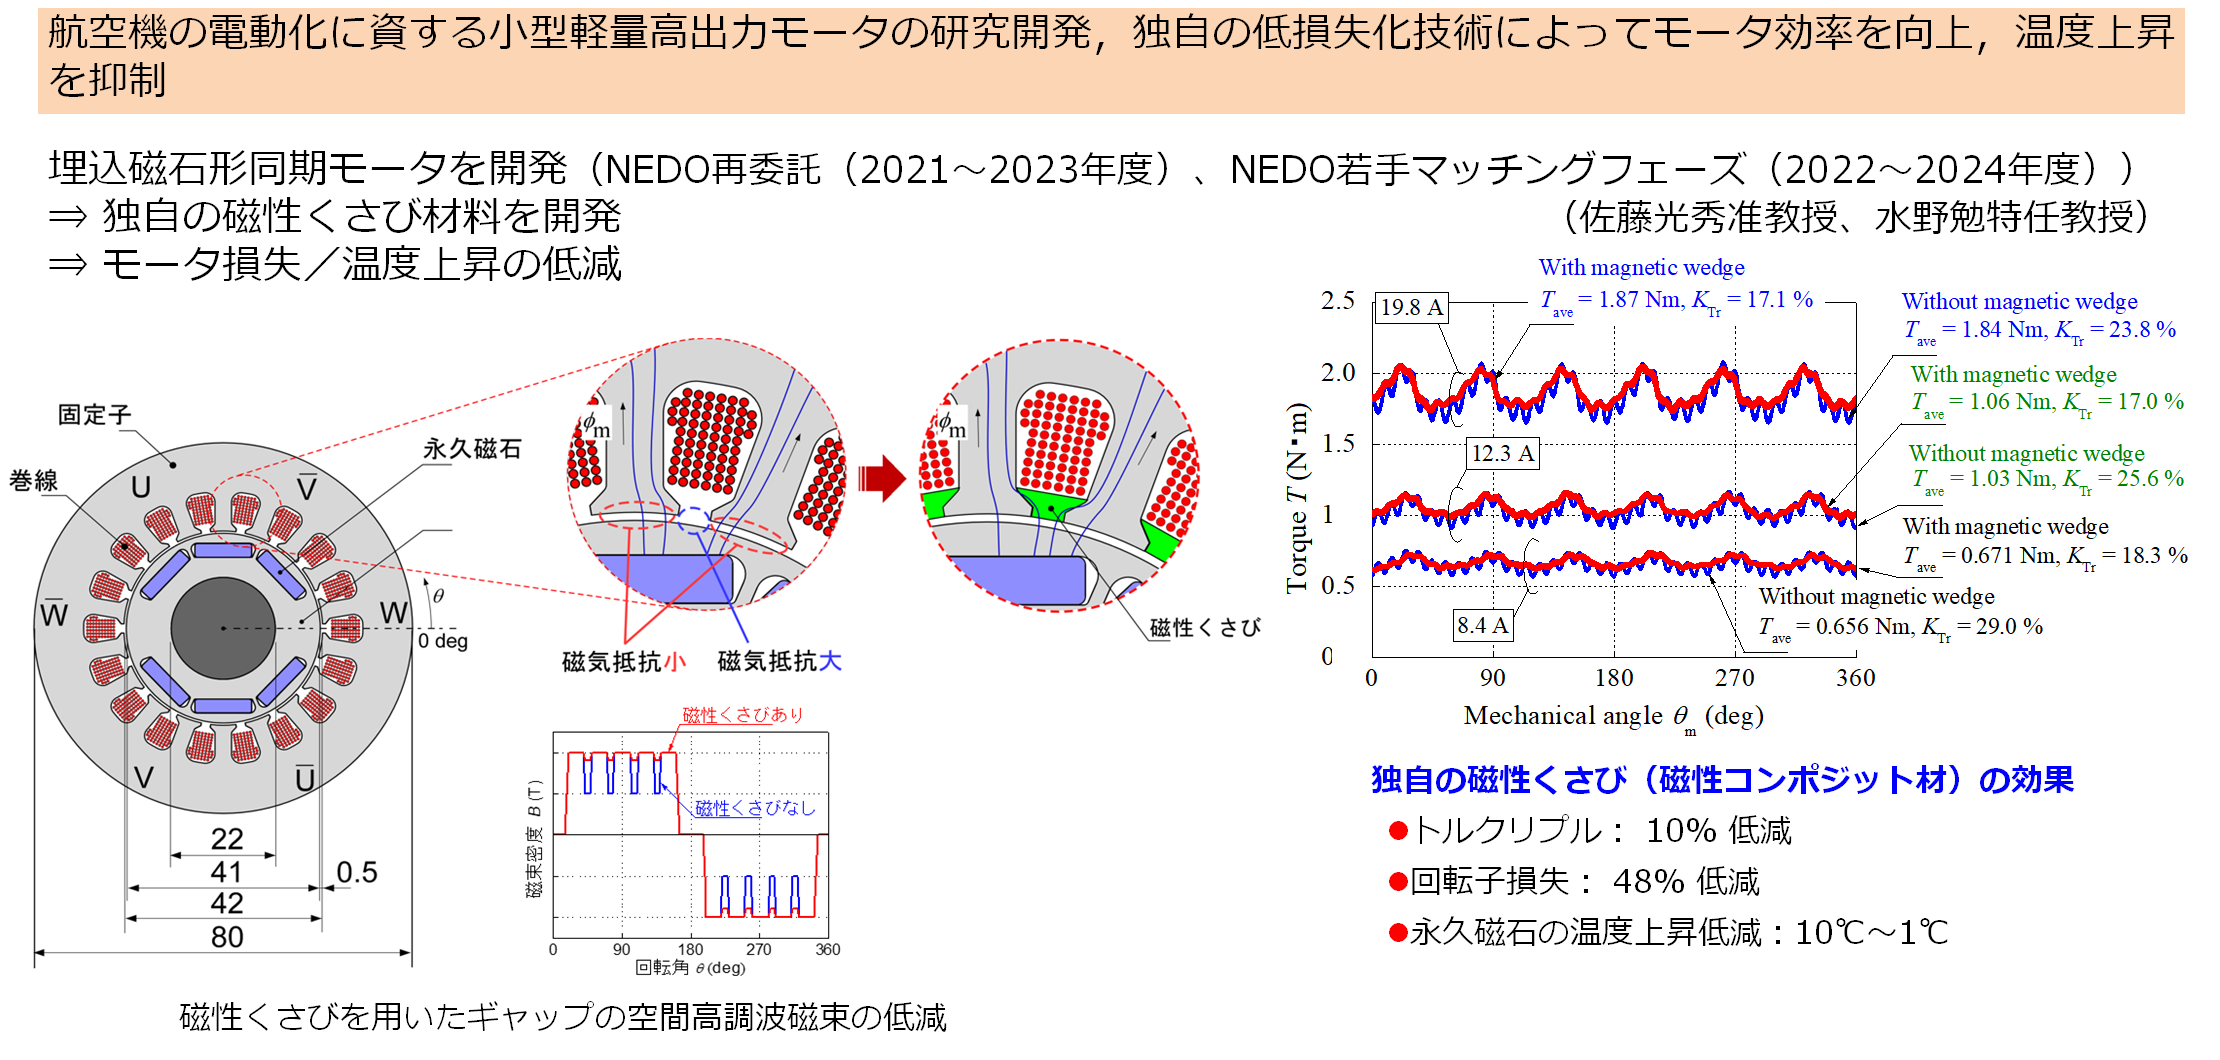 航空機の電動化に資する小型軽量高出力モータの研究開発，独自の低損失化技術によってモータ効率を向上，温度上昇
を抑制
埋込磁石形同期モータを開発（NEDO再委託（2021～2023年度）、NEDO若手マッチングフェーズ（2022～2024年度））
⇒ 独自の磁性くさび材料を開発
（佐藤光秀准教授、水野勉特任教授）
⇒ モータ損失／温度上昇の低減
固定子
巻線
永久磁石
U
V̅
W̅
W
V
U̅
θ
0 deg
22
41
0.5
42
80
ϕm
ϕm
磁気抵抗小
磁気抵抗大
磁性くさび
磁性くさびあり
磁性くさびなし
磁束密度 B (T)
0 90 180 270 360
回転角 θ (deg)
磁性くさびを用いたギャップの空間高調波磁束の低減
With magnetic wedge
Tave = 1.87 Nm, KTr = 17.1 %
Without magnetic wedge
Tave = 1.84 Nm, KTr = 23.8 %
With magnetic wedge
Tave = 1.06 Nm, KTr = 17.0 %
Without magnetic wedge
Tave = 1.03 Nm, KTr = 25.6 %
With magnetic wedge
Tave = 0.671 Nm, KTr = 18.3 %
Without magnetic wedge
Tave = 0.656 Nm, KTr = 29.0 %
19.8 A
12.3 A
8.4 A
2.5
2.0
1.5
1
0.5
0
Torque T (N･m)
0 90 180 270 360
Mechanical angle θm (deg)
独自の磁性くさび（磁性コンポジット材）の効果
●トルクリプル： 10% 低減
●回転子損失： 48% 低減
●永久磁石の温度上昇低減：10℃～1℃